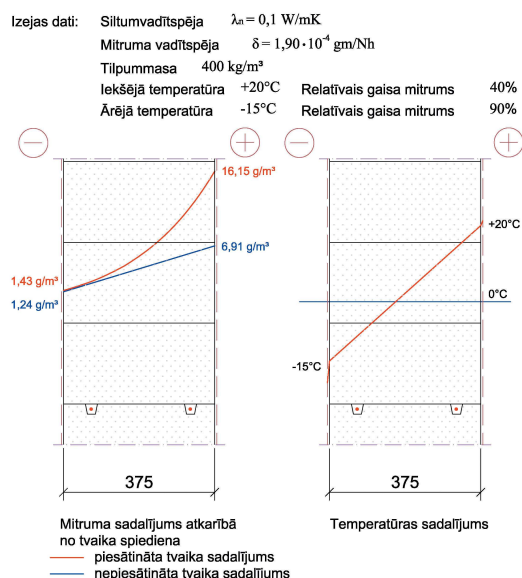 Izejas dati: Siltumvadītspēja λn = 0,1 W/mK
Mitruma vadītspēja δ = 1,90·10⁻⁴ gm/Nh
Tilpummasa 400 kg/m³
Iekšējā temperatūra +20°C Relatīvais gaisa mitrums 40%
Ārējā temperatūra -15°C Relatīvais gaisa mitrums 90%
16,15 g/m³
6,91 g/m³
1,43 g/m³
1,24 g/m³
+20°C
0°C
-15°C
375
375
Mitruma sadalījums atkarībā
no tvaika spiediena
piesātināta tvaika sadalījums
nepiesātināta tvaika sadalījums
Temperatūras sadalījums